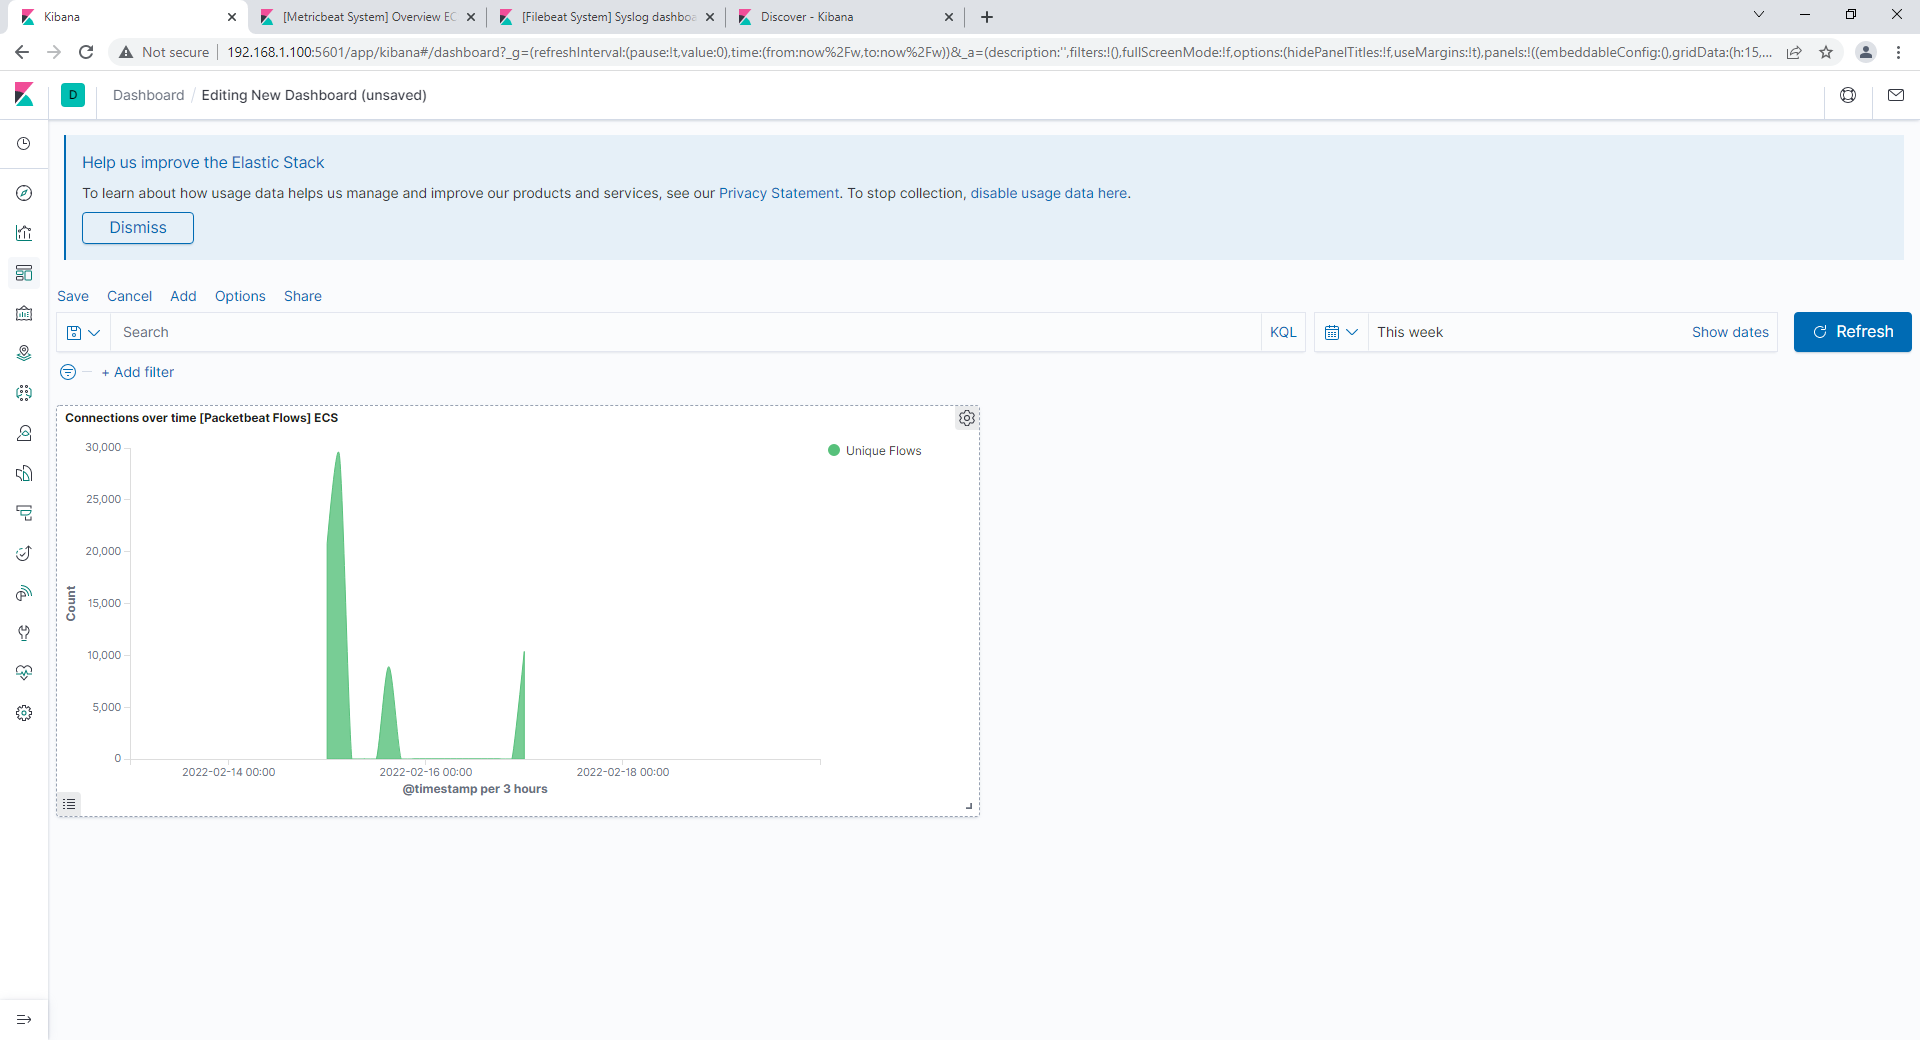 Kibana
[Metricbeat System] Overview EC
[Filebeat System] Syslog dashboa
Discover - Kibana
Not secure
192.168.1.100:5601/app/kibana#/dashboard?_g=(refreshInterval:(pause:!t,value:0),time:(from:now%2Fw,to:now%2Fw))&_a=(description:'',filters:!(),fullScreenMode:!f,options:(hidePanelTitles:!f,useMargins:!t),panels:!((embeddableConfig:(),gridData:(h:15,...
D
Dashboard / Editing New Dashboard (unsaved)
Help us improve the Elastic Stack
To learn about how usage data helps us manage and improve our products and services, see our Privacy Statement. To stop collection, disable usage data here.
Dismiss
Save Cancel Add Options Share
Search
KQL
This week
Show dates
Refresh
+ Add filter
Connections over time [Packetbeat Flows] ECS
30,000
25,000
20,000
15,000
10,000
5,000
0
Count
Unique Flows
2022-02-14 00:00
2022-02-16 00:00
2022-02-18 00:00
@timestamp per 3 hours